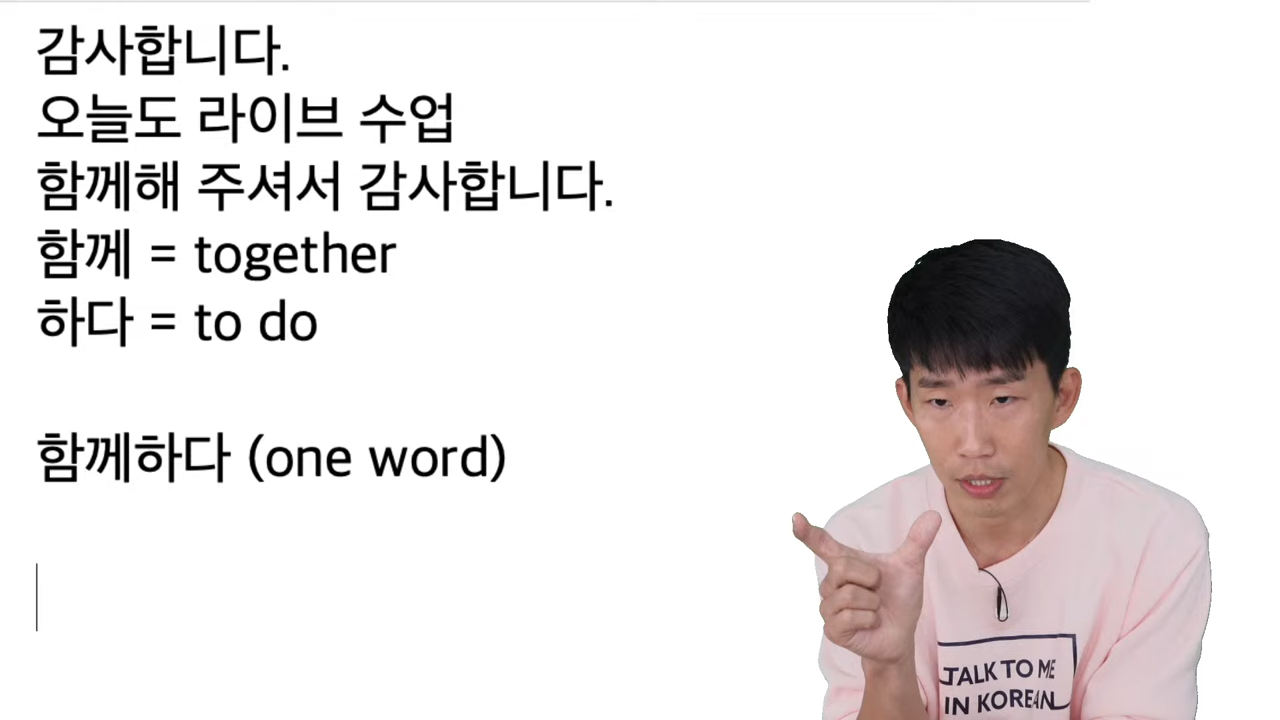 감사합니다.
오늘도 라이브 수업
함께해 주셔서 감사합니다.
함께 = together
하다 = to do
함께하다 (one word)
TALK TO ME
IN KOREAN